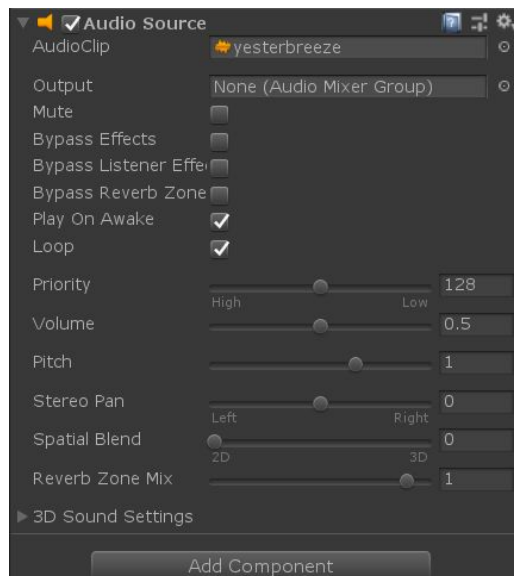 Audio Source
AudioClip yesterbreeze
Output None (Audio Mixer Group)
Mute
Bypass Effects
Bypass Listener Effe
Bypass Reverb Zone
Play On Awake
Loop
Priority 128
High Low
Volume 0.5
Pitch 1
Stereo Pan 0
Left Right
Spatial Blend 0
2D 3D
Reverb Zone Mix 1
3D Sound Settings
Add Component